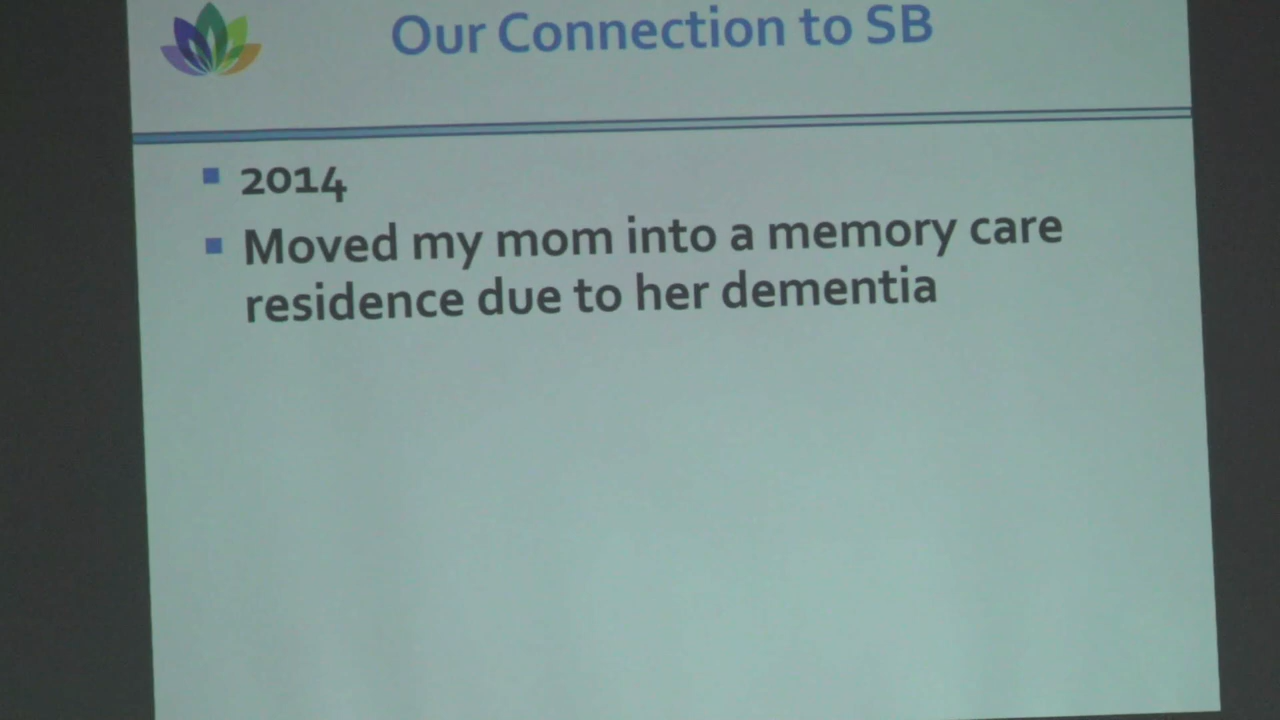 Our Connection to SB
2014
Moved my mom into a memory care
residence due to her dementia